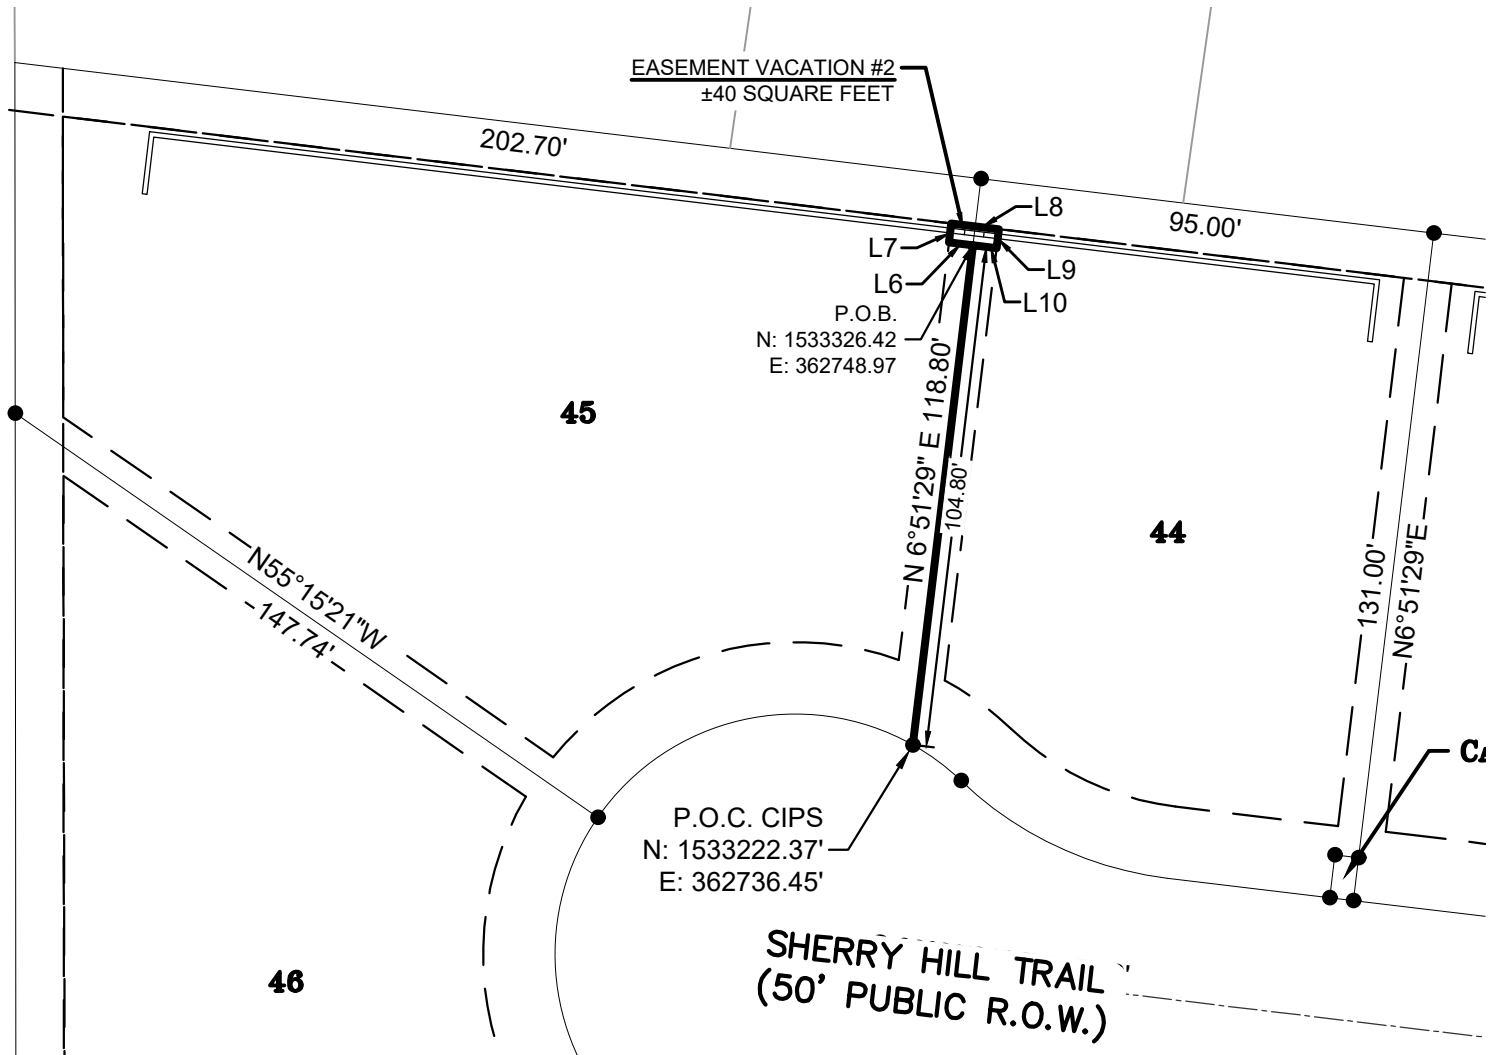 EASEMENT VACATION #2
±40 SQUARE FEET
202.70'
95.00'
L8
L7
L9
L6
L10
P.O.B.
N: 1533326.42
E: 362748.97
45
N 6°51'29" E 118.80'
104.80'
44
131.00'
N6°51'29"E
N55°15'21"W
147.74'
P.O.C. CIPS
N: 1533222.37'
E: 362736.45'
46
SHERRY HILL TRAIL
(50' PUBLIC R.O.W.)